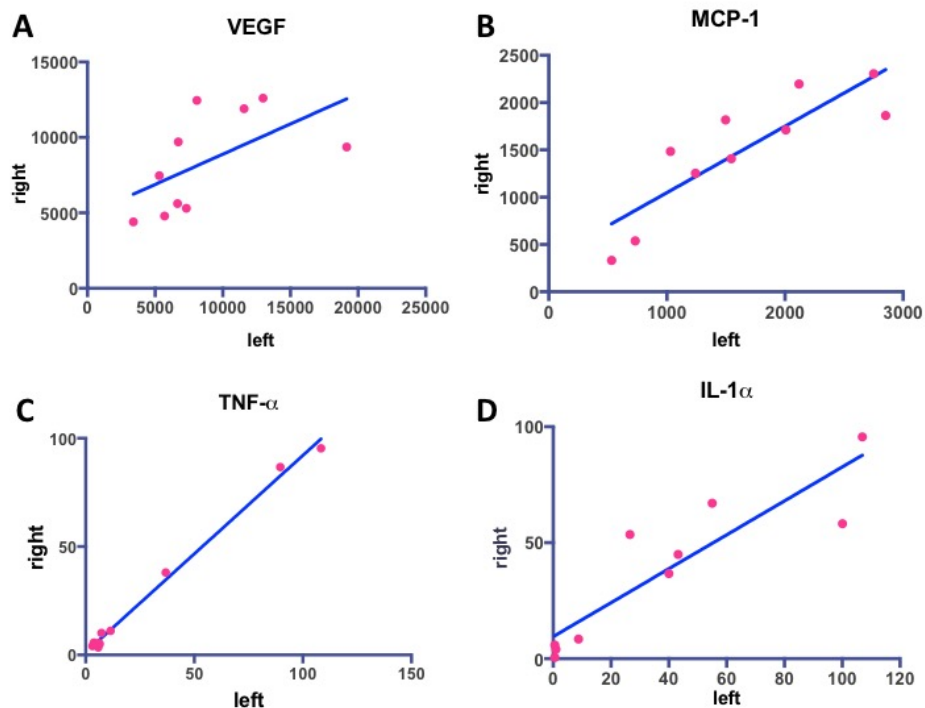 A
VEGF
15000
10000
5000
0
right
0 5000 10000 15000 20000 25000
left
B
MCP-1
2500
2000
1500
1000
500
0
right
0 1000 2000 3000
left
C
TNF-α
100
50
0
right
0 50 100 150
left
D
IL-1α
100
50
0
right
0 20 40 60 80 100 120
left